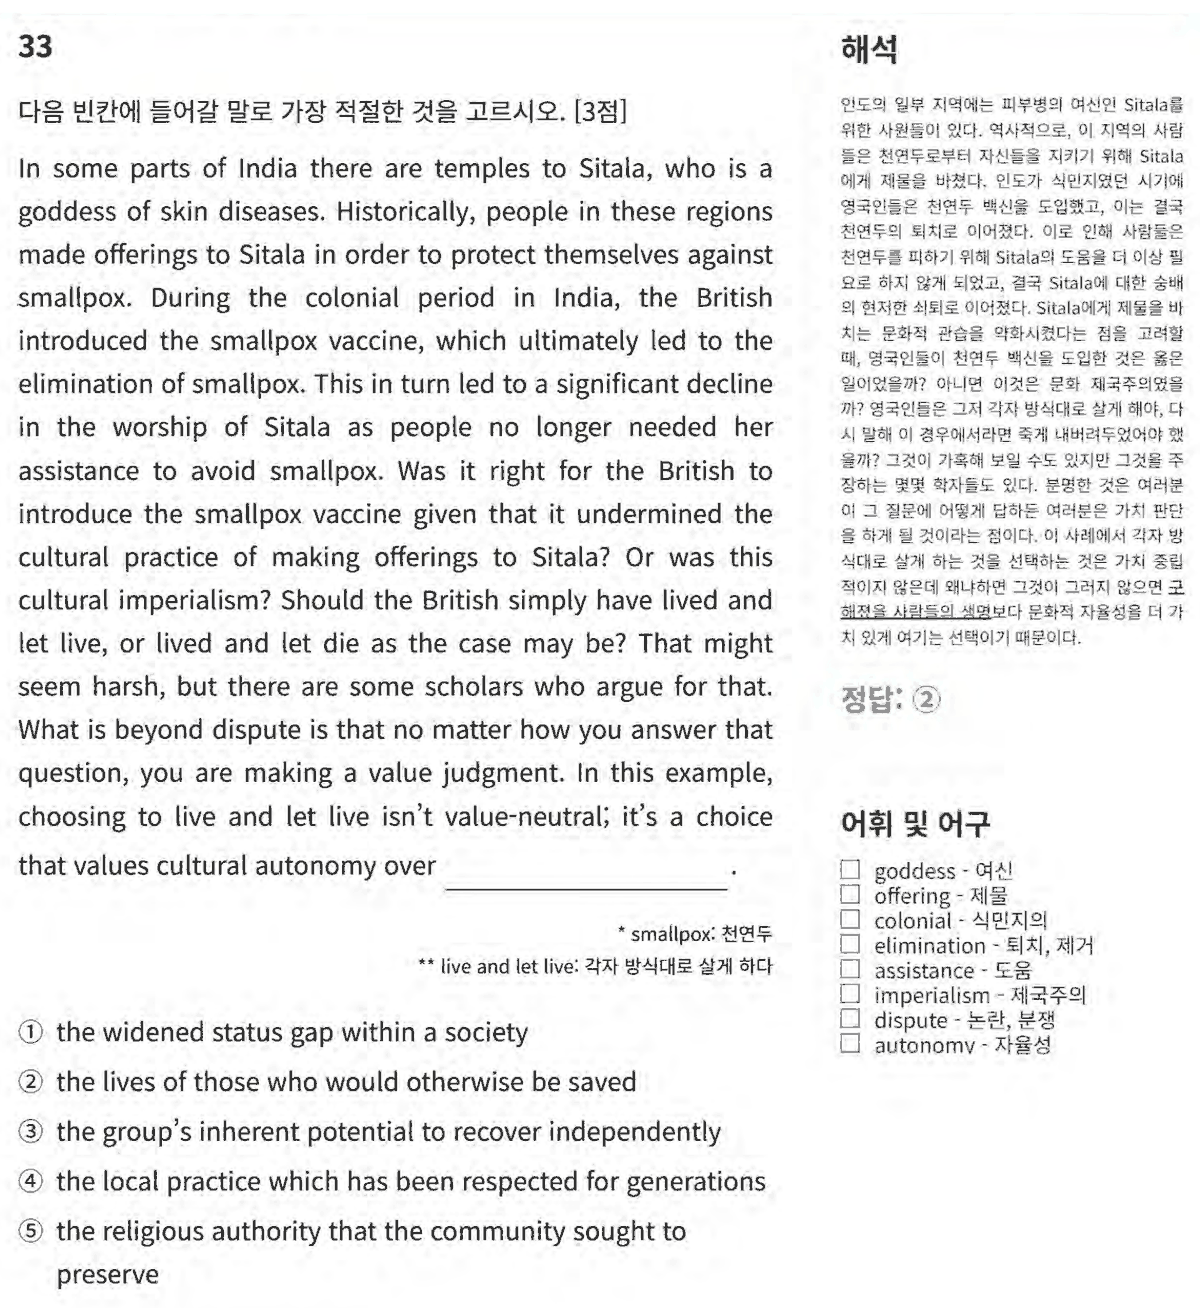 33
다음 빈칸에 들어갈 말로 가장 적절한 것을 고르시오. [3점]
In some parts of India there are temples to Sitala, who is a
goddess of skin diseases. Historically, people in these regions
made offerings to Sitala in order to protect themselves against
smallpox. During the colonial period in India, the British
introduced the smallpox vaccine, which ultimately led to the
elimination of smallpox. This in turn led to a significant decline
in the worship of Sitala as people no longer needed her
assistance to avoid smallpox. Was it right for the British to
introduce the smallpox vaccine given that it undermined the
cultural practice of making offerings to Sitala? Or was this
cultural imperialism? Should the British simply have lived and
let live, or lived and let die as the case may be? That might
seem harsh, but there are some scholars who argue for that.
What is beyond dispute is that no matter how you answer that
question, you are making a value judgment. In this example,
choosing to live and let live isn't value-neutral; it's a choice
that values cultural autonomy over ____________.
* smallpox: 천연두
** live and let live: 각자 방식대로 살게 하다
① the widened status gap within a society
② the lives of those who would otherwise be saved
③ the group's inherent potential to recover independently
④ the local practice which has been respected for generations
⑤ the religious authority that the community sought to
preserve
해석
인도의 일부 지역에는 피부병의 여신인 Sitala를
위한 사원들이 있다. 역사적으로, 이 지역의 사람
들은 천연두로부터 자신들을 지키기 위해 Sitala
에게 제물을 바쳤다. 인도가 식민지였던 시기에
영국인들은 천연두 백신을 도입했고, 이는 결국
천연두의 퇴치로 이어졌다. 이로 인해 사람들은
천연두를 피하기 위해 Sitala의 도움을 더 이상 필
요로 하지 않게 되었고, 결국 Sitala에 대한 숭배
의 현저한 쇠퇴로 이어졌다. Sitala에게 제물을 바
치는 문화적 관습을 약화시켰다는 점을 고려할
때, 영국인들이 천연두 백신을 도입한 것은 옳은
일이었을까? 아니면 이것은 문화 제국주의였을
까? 영국인들은 그저 각자 방식대로 살게 해야, 다
시 말해 이 경우에서라면 죽게 내버려두었어야 했
을까? 그것이 가혹해 보일 수도 있지만 그것을 주
장하는 몇몇 학자들도 있다. 분명한 것은 여러분
이 그 질문에 어떻게 답하든 여러분은 가치 판단
을 하게 될 것이라는 점이다. 이 사례에서 각자 방
식대로 살게 하는 것을 선택하는 것은 가치 중립
적이지 않은데 왜냐하면 그것이 그러지 않으면 구
해졌을 사람들의 생명보다 문화적 자율성을 더 가
치 있게 여기는 선택이기 때문이다.
정답: ②
어휘 및 어구
☐ goddess - 여신
☐ offering - 제물
☐ colonial - 식민지의
☐ elimination - 퇴치, 제거
☐ assistance - 도움
☐ imperialism - 제국주의
☐ dispute - 논란, 분쟁
☐ autonomy - 자율성